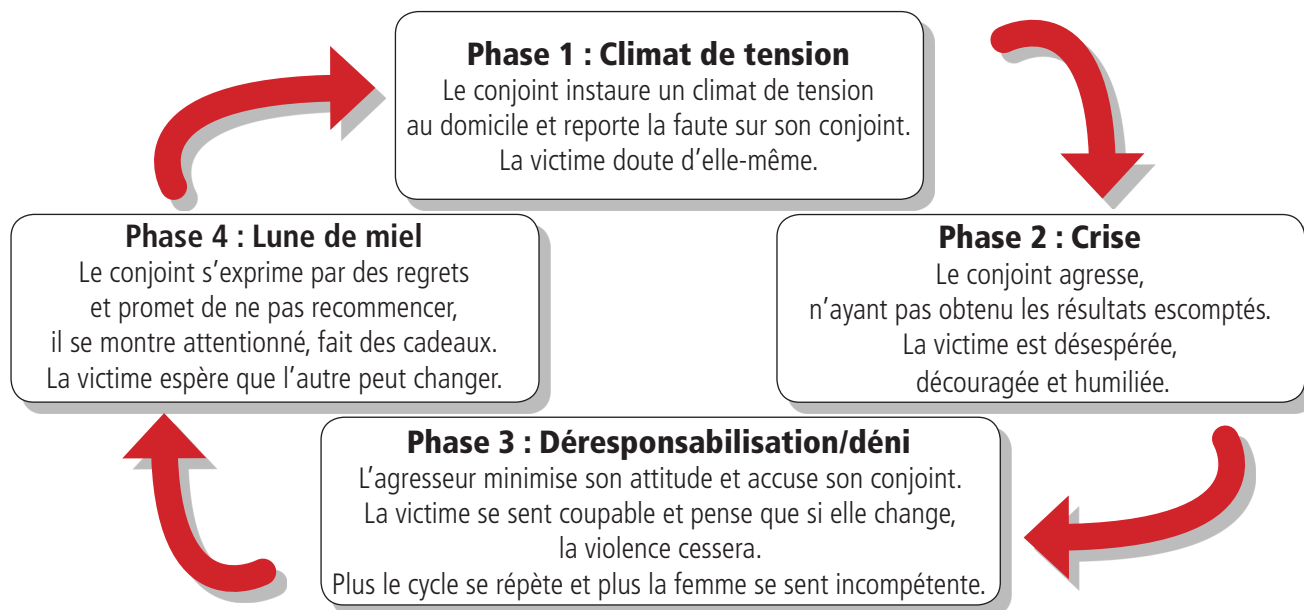 Phase 1 : Climat de tension
Le conjoint instaure un climat de tension
au domicile et reporte la faute sur son conjoint.
La victime doute d’elle-même.
Phase 2 : Crise
Le conjoint agresse,
n’ayant pas obtenu les résultats escomptés.
La victime est désespérée,
découragée et humiliée.
Phase 3 : Déresponsabilisation/déni
L’agresseur minimise son attitude et accuse son conjoint.
La victime se sent coupable et pense que si elle change,
la violence cessera.
Plus le cycle se répète et plus la femme se sent incompétente.
Phase 4 : Lune de miel
Le conjoint s’exprime par des regrets
et promet de ne pas recommencer,
il se montre attentionné, fait des cadeaux.
La victime espère que l’autre peut changer.